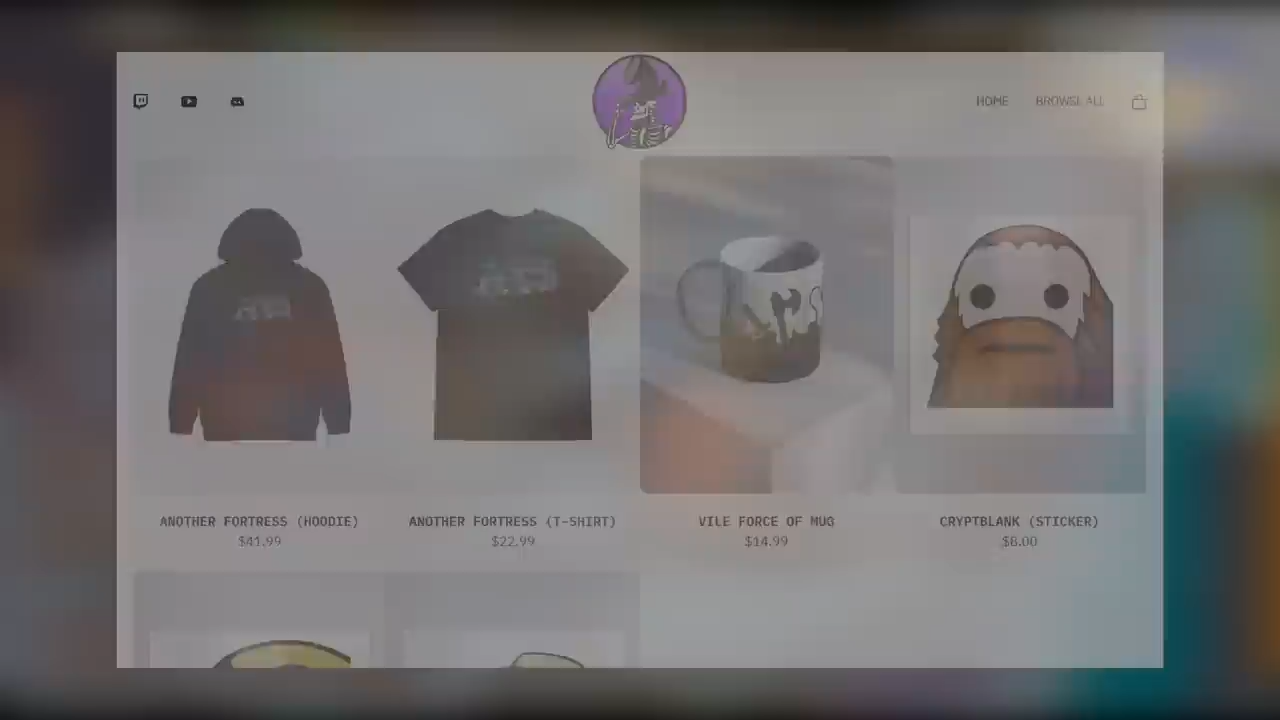 HOME
BROWSE ALL
ANOTHER FORTRESS (HOODIE)
$41.99
ANOTHER FORTRESS (T-SHIRT)
$22.99
VILE FORCE OF MUG
$14.99
CRYPTBLANK (STICKER)
$8.00